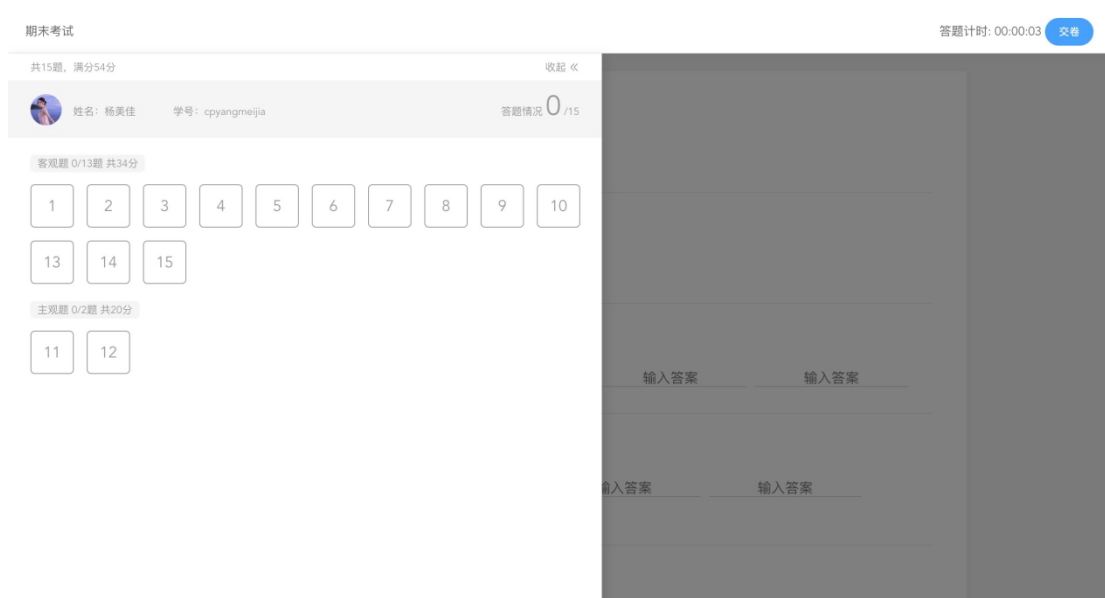 期末考试
答题计时: 00:00:03 交卷
共15题，满分54分 收起
姓名：杨美佳 学号：cpyangmeijia 答题情况 0 /15
客观题 0/13题 共34分
1 2 3 4 5 6 7 8 9 10
13 14 15
主观题 0/2题 共20分
11 12
输入答案 输入答案
输入答案 输入答案